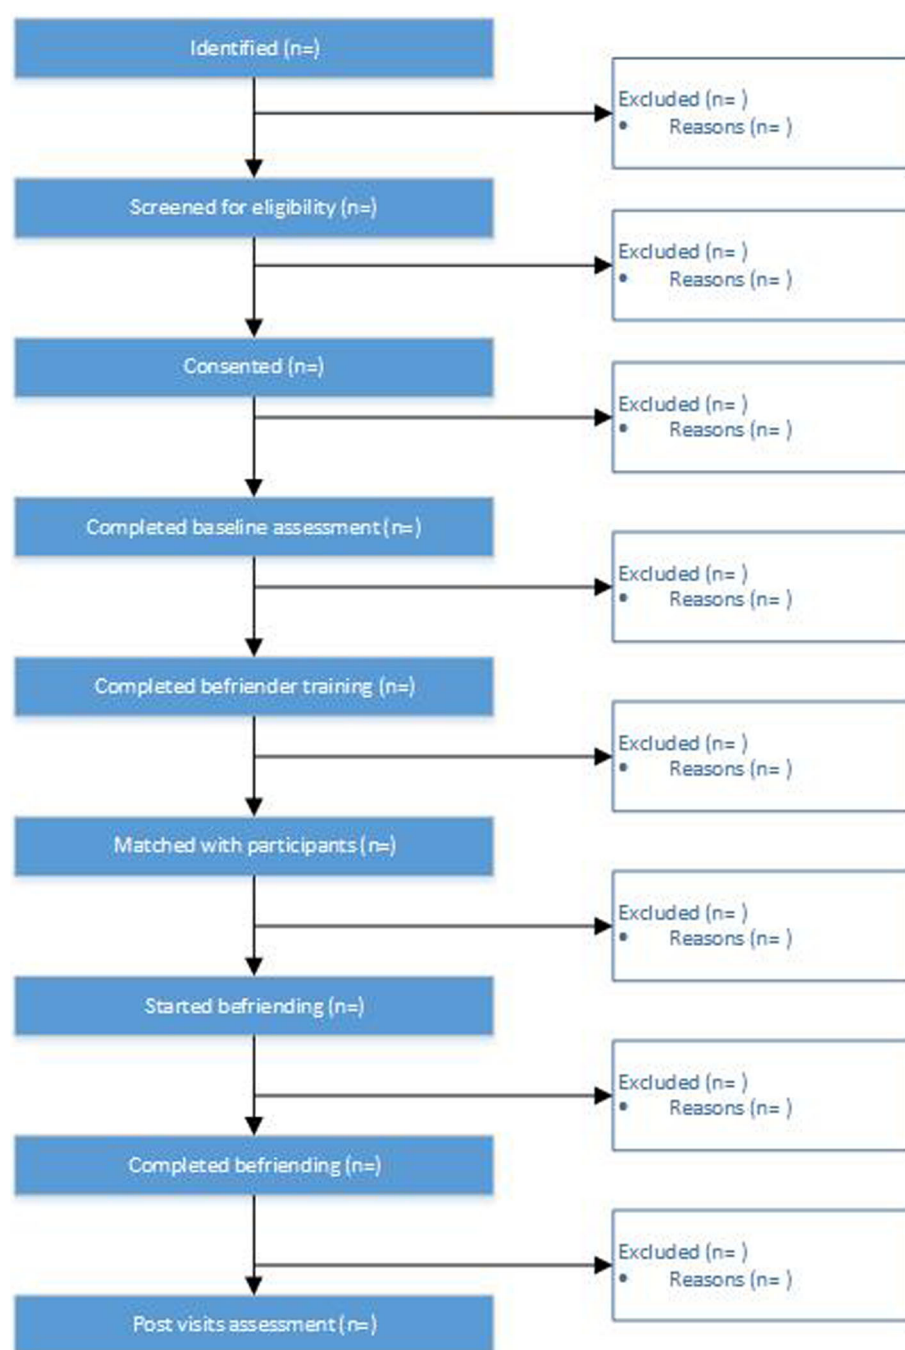 Identified (n=)
Excluded (n= )
• Reasons (n= )
Screened for eligibility (n=)
Excluded (n= )
• Reasons (n= )
Consented (n=)
Excluded (n= )
• Reasons (n= )
Completed baseline assessment (n=)
Excluded (n= )
• Reasons (n= )
Completed befriender training (n=)
Excluded (n= )
• Reasons (n= )
Matched with participants (n=)
Excluded (n= )
• Reasons (n= )
Started befriending (n=)
Excluded (n= )
• Reasons (n= )
Completed befriending (n=)
Excluded (n= )
• Reasons (n= )
Post visits assessment (n=)